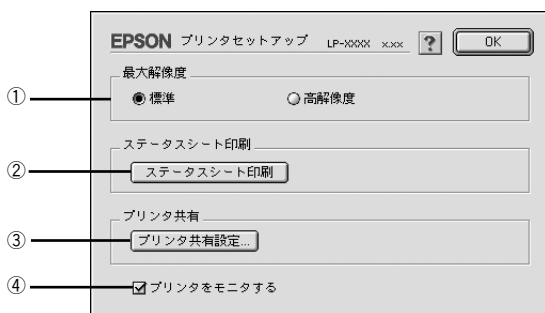 EPSON プリンタセットアップ LP-XXXX x.xx ? OK
最大解像度
① 標準 高解像度
ステータスシート印刷
② ステータスシート印刷
プリンタ共有
③ プリンタ共有設定...
④ プリンタをモニタする